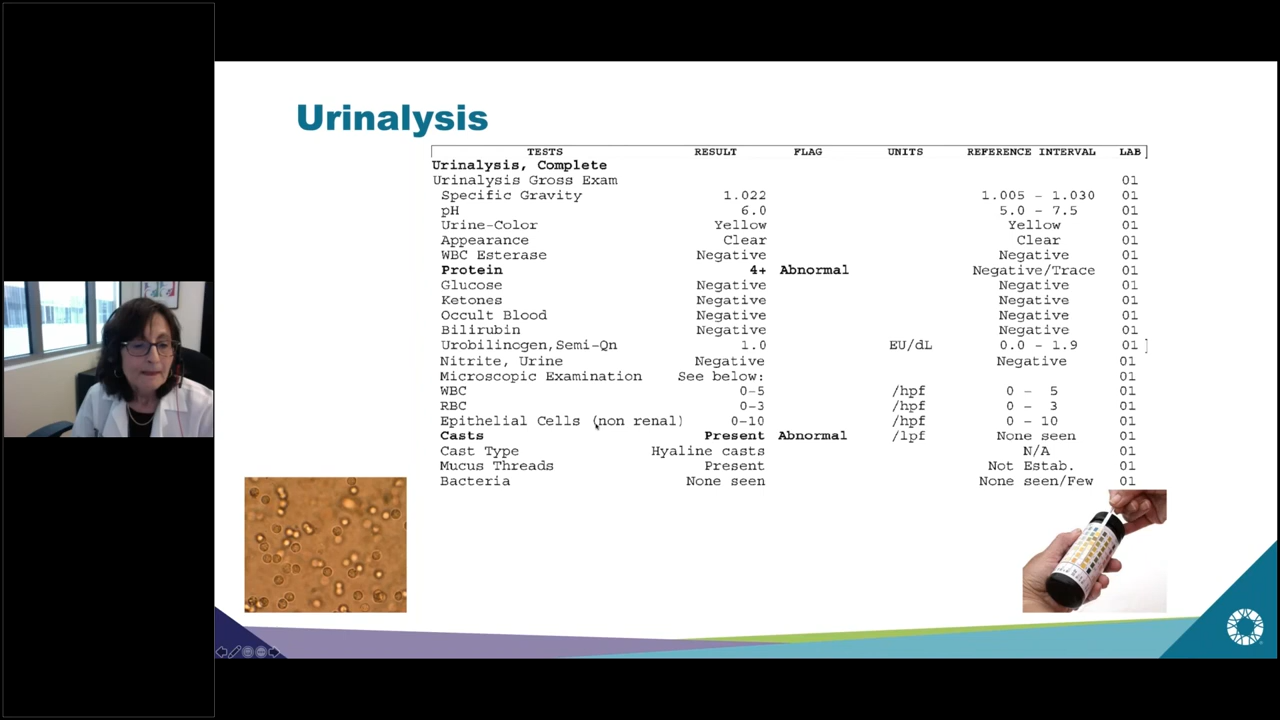 Urinalysis
TESTS RESULT FLAG UNITS REFERENCE INTERVAL LAB
Urinalysis, Complete
Urinalysis Gross Exam 01
Specific Gravity 1.022 1.005 - 1.030 01
pH 6.0 5.0 - 7.5 01
Urine-Color Yellow Yellow 01
Appearance Clear Clear 01
WBC Esterase Negative Negative 01
Protein 4+ Abnormal Negative/Trace 01
Glucose Negative Negative 01
Ketones Negative Negative 01
Occult Blood Negative Negative 01
Bilirubin Negative Negative 01
Urobilinogen,Semi-Qn 1.0 EU/dL 0.0 - 1.9 01
Nitrite, Urine Negative Negative 01
Microscopic Examination See below: 01
WBC 0-5 /hpf 0 - 5 01
RBC 0-3 /hpf 0 - 3 01
Epithelial Cells (non renal) 0-10 /hpf 0 - 10 01
Casts Present Abnormal /lpf None seen 01
Cast Type Hyaline casts N/A 01
Mucus Threads Present Not Estab. 01
Bacteria None seen None seen/Few 01